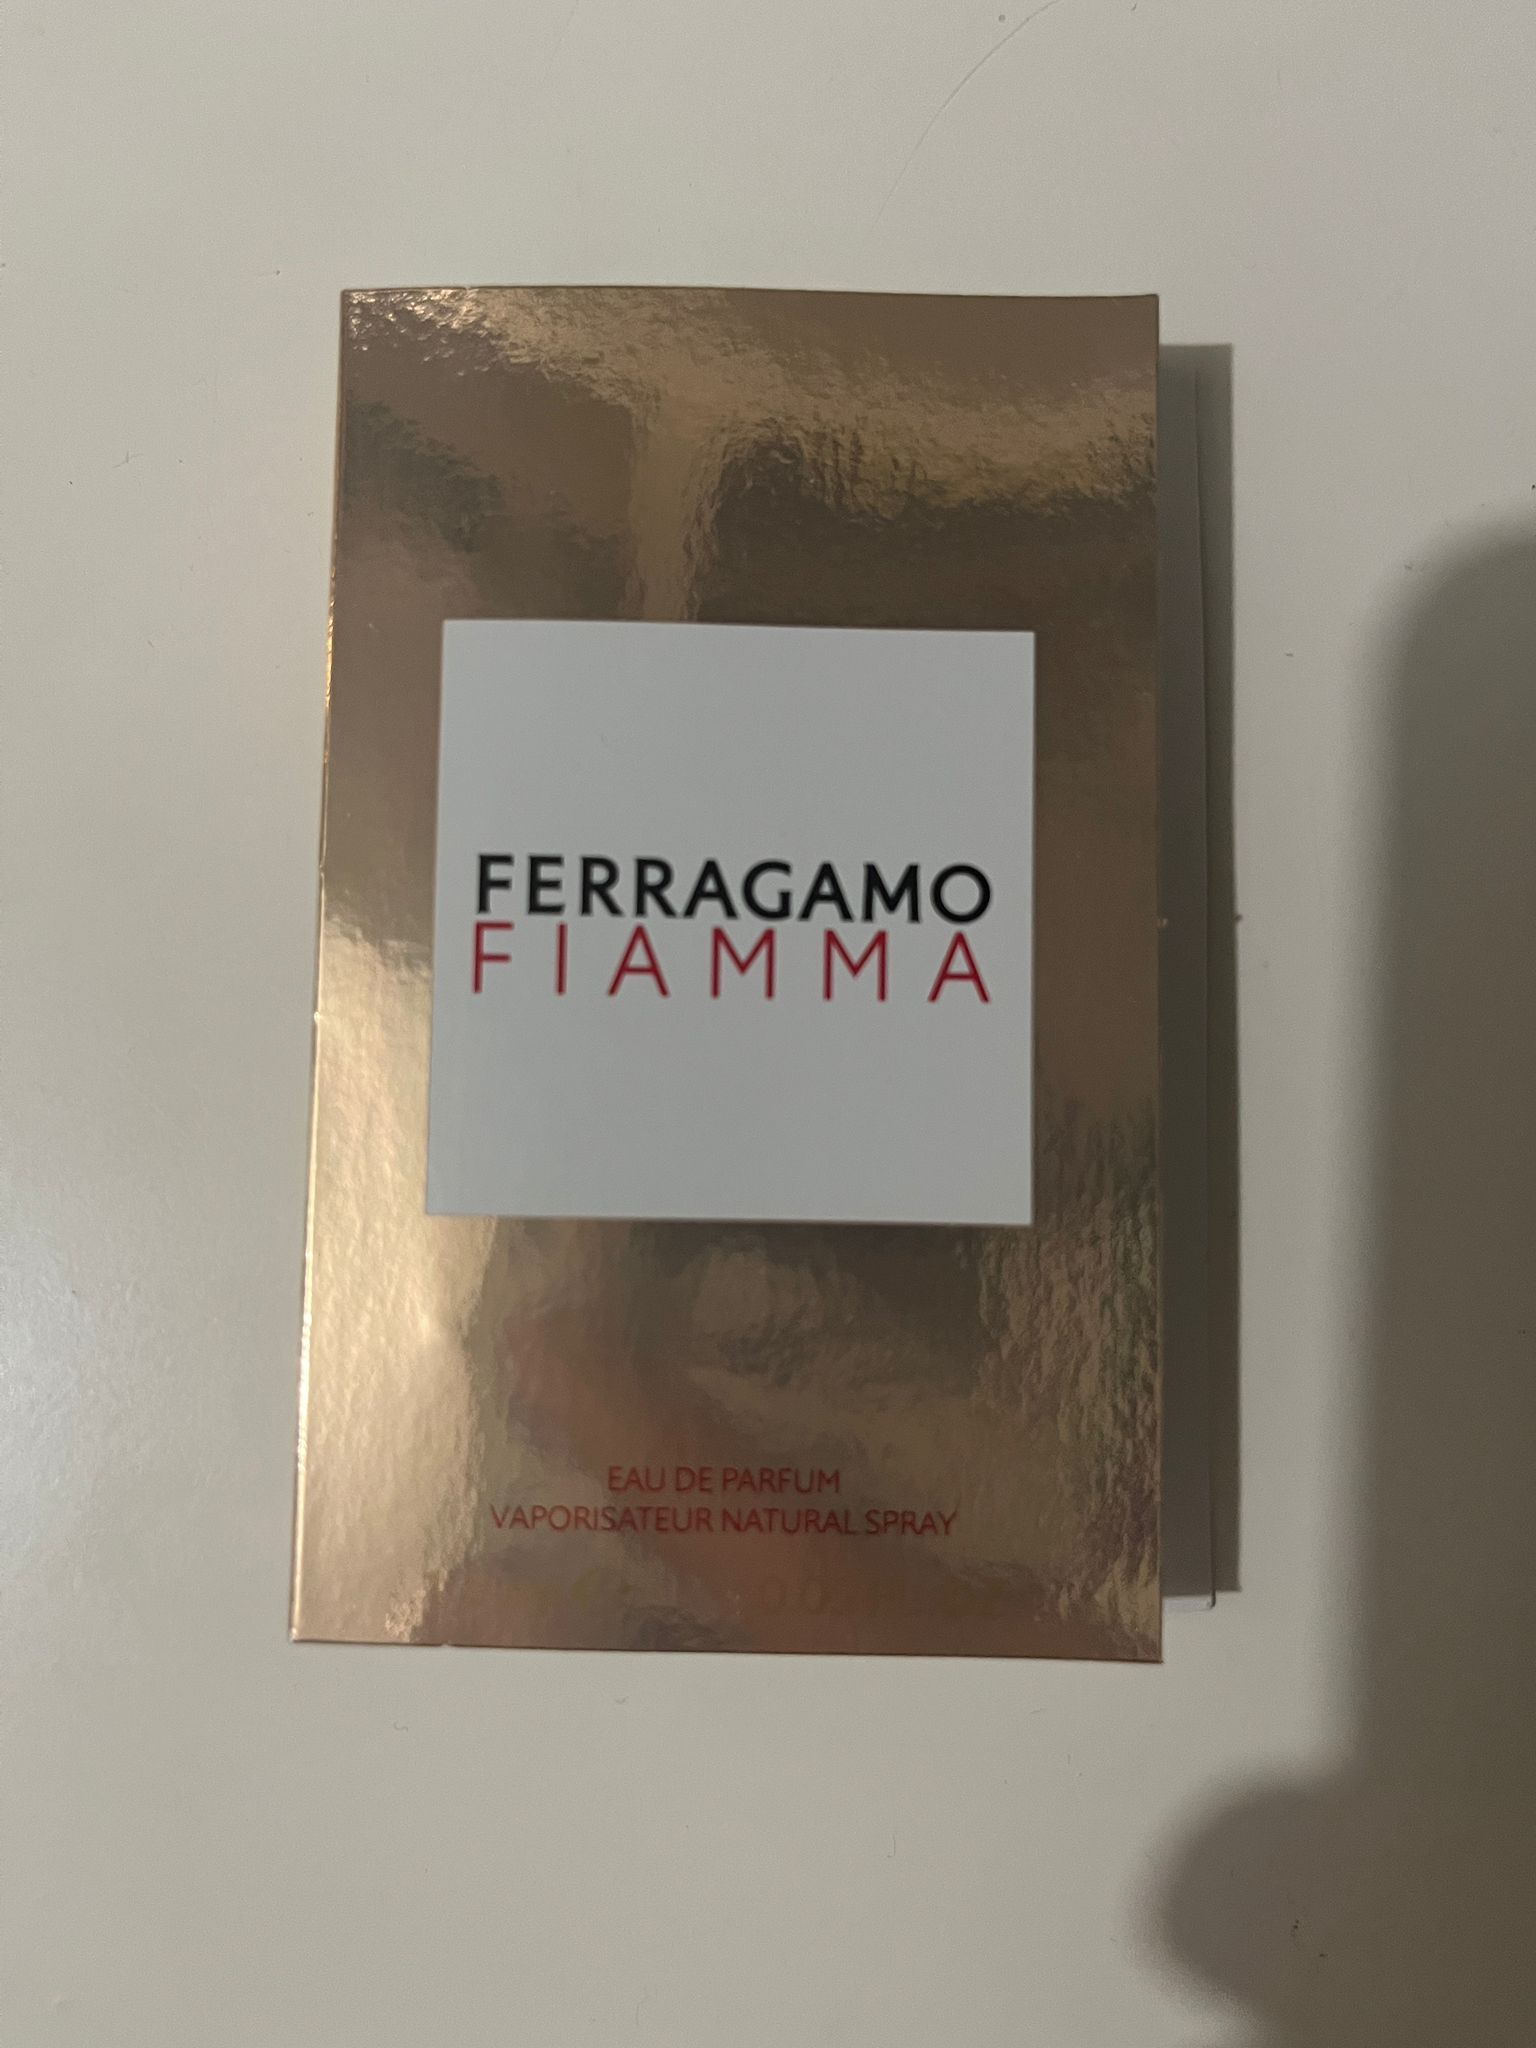 FERRAGAMO
FIAMMA
EAU DE PARFUM
VAPORISATEUR NATURAL SPRAY